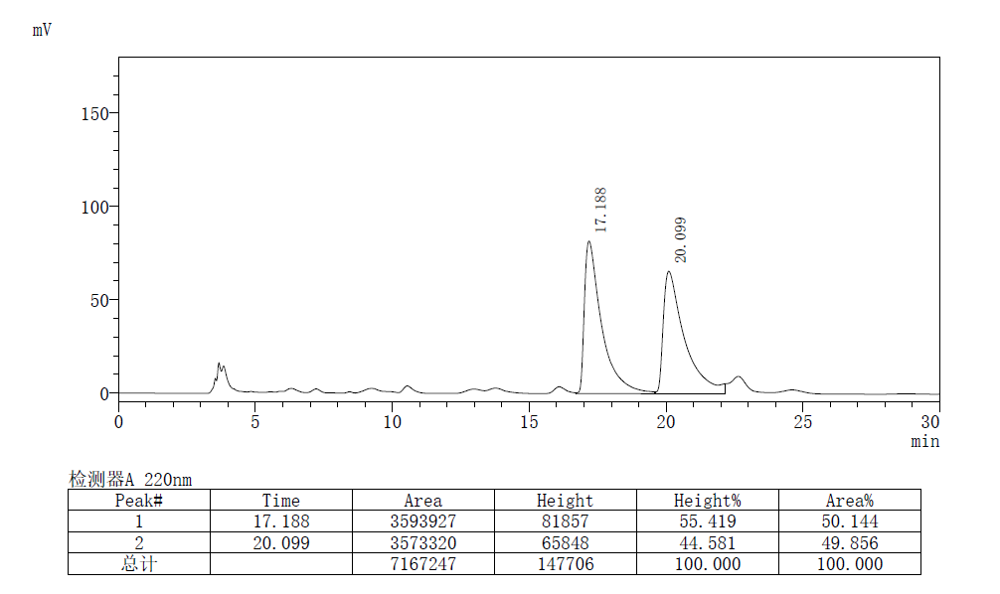 mV
150
100
50
0
17.188
20.099
0 5 10 15 20 25 30
min
检测器A 220nm
Peak# Time Area Height Height% Area%
1 17.188 3593927 81857 55.419 50.144
2 20.099 3573320 65848 44.581 49.856
总计 7167247 147706 100.000 100.000